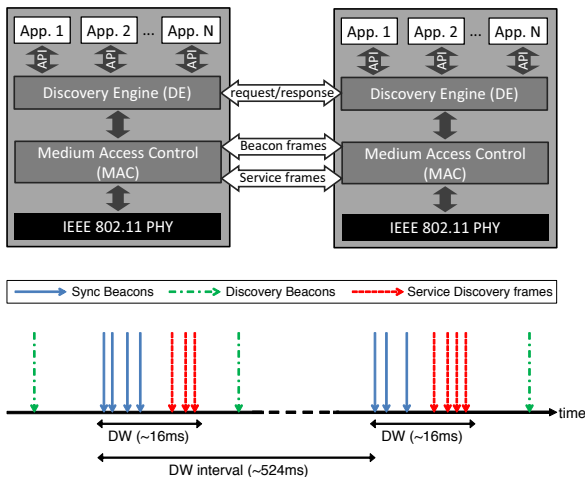 App. 1 App. 2 ... App. N App. 1 App. 2 ... App. N
API API API API API API
Discovery Engine (DE) request/response Discovery Engine (DE)
Beacon frames
Medium Access Control (MAC) Medium Access Control (MAC)
Service frames
IEEE 802.11 PHY IEEE 802.11 PHY
Sync Beacons Discovery Beacons Service Discovery frames
time
DW (~16ms) DW (~16ms)
DW interval (~524ms)